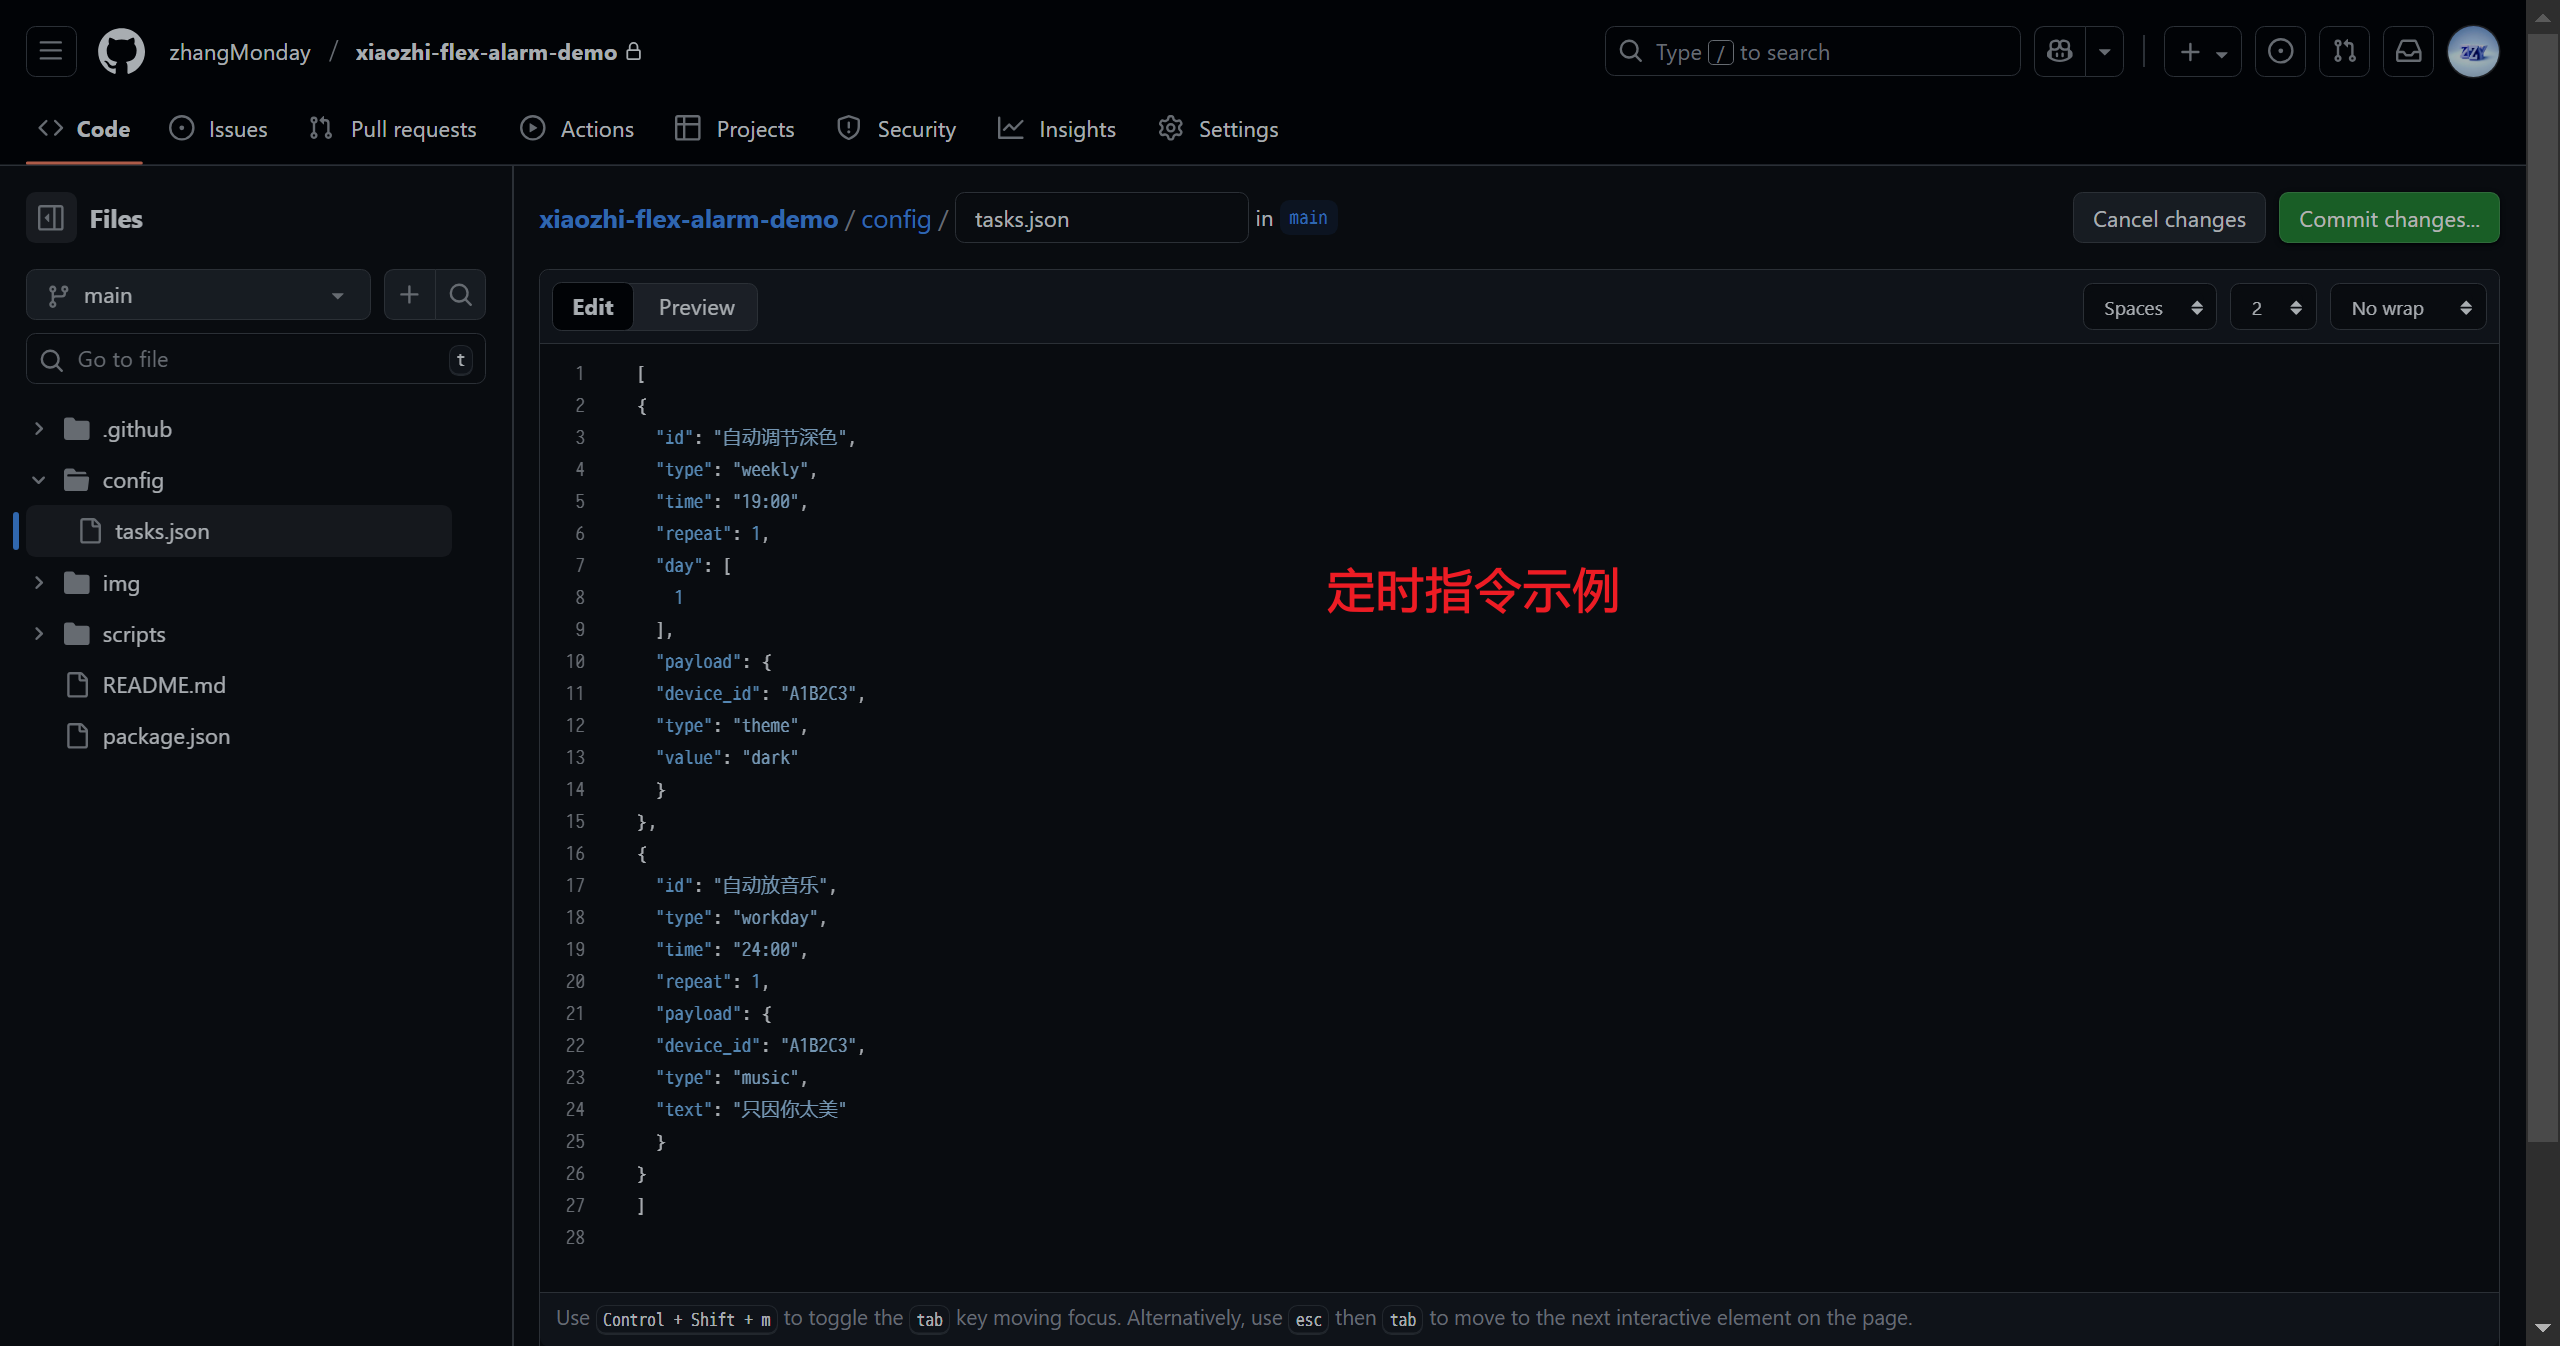 zhangMonday / xiaozhi-flex-alarm-demo
Type / to search
Code Issues Pull requests Actions Projects Security Insights Settings
Files
main
Go to file t
.github
config
tasks.json
img
scripts
README.md
package.json
xiaozhi-flex-alarm-demo / config / tasks.json in main
Cancel changes Commit changes...
Edit Preview
Spaces 2 No wrap
1 [
2 {
3 "id": "自动调节深色",
4 "type": "weekly",
5 "time": "19:00",
6 "repeat": 1,
7 "day": [
8 1
9 ],
10 "payload": {
11 "device_id": "A1B2C3",
12 "type": "theme",
13 "value": "dark"
14 }
15 },
16 {
17 "id": "自动放音乐",
18 "type": "workday",
19 "time": "24:00",
20 "repeat": 1,
21 "payload": {
22 "device_id": "A1B2C3",
23 "type": "music",
24 "text": "只因你太美"
25 }
26 }
27 ]
28
定时指令示例
Use Control + Shift + m to toggle the tab key moving focus. Alternatively, use esc then tab to move to the next interactive element on the page.